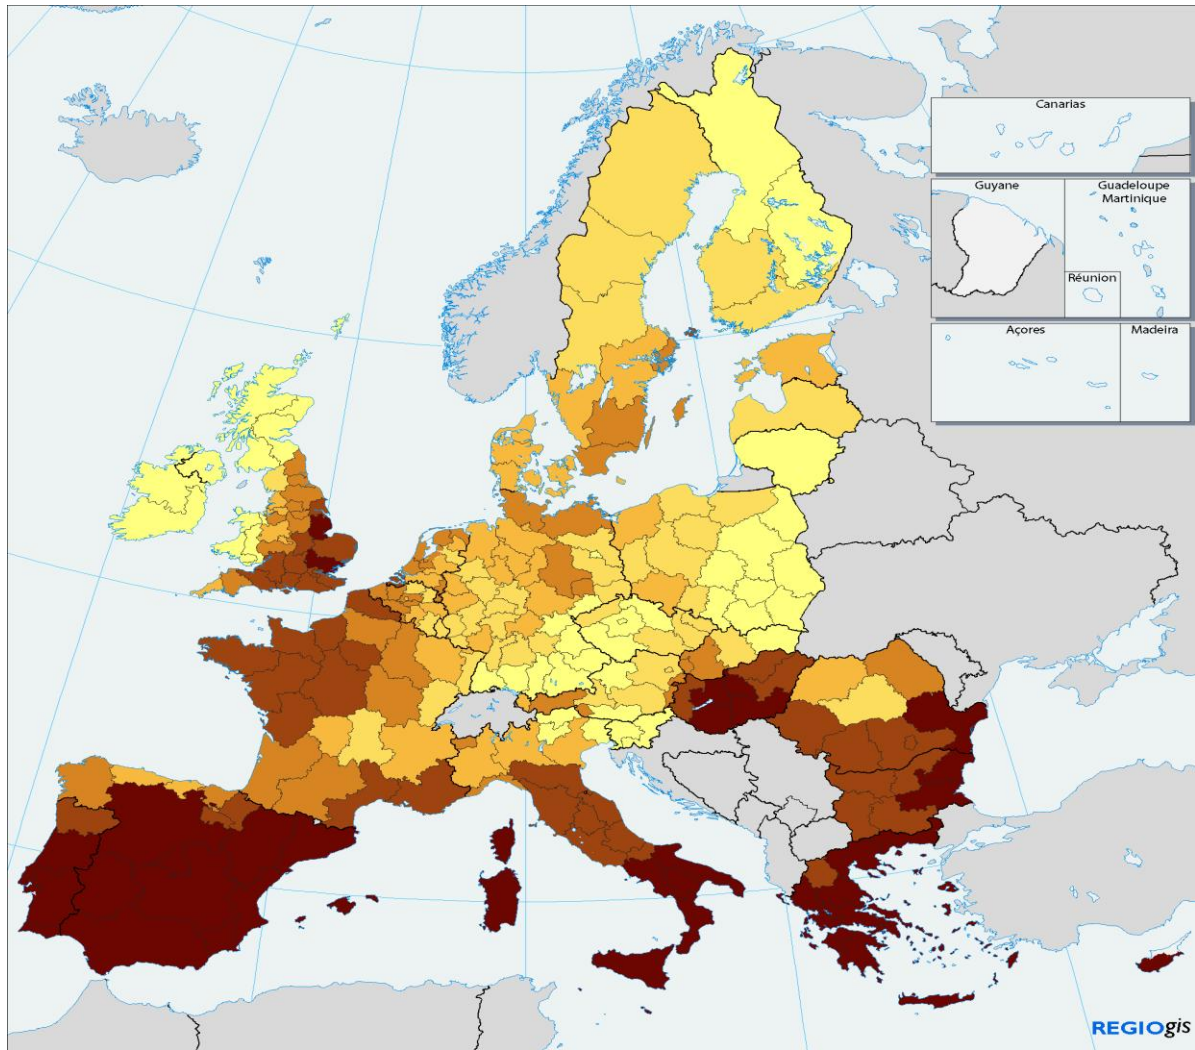 Canarias
Guyane
Guadeloupe
Martinique
Réunion
Açores
Madeira
REGIOgis